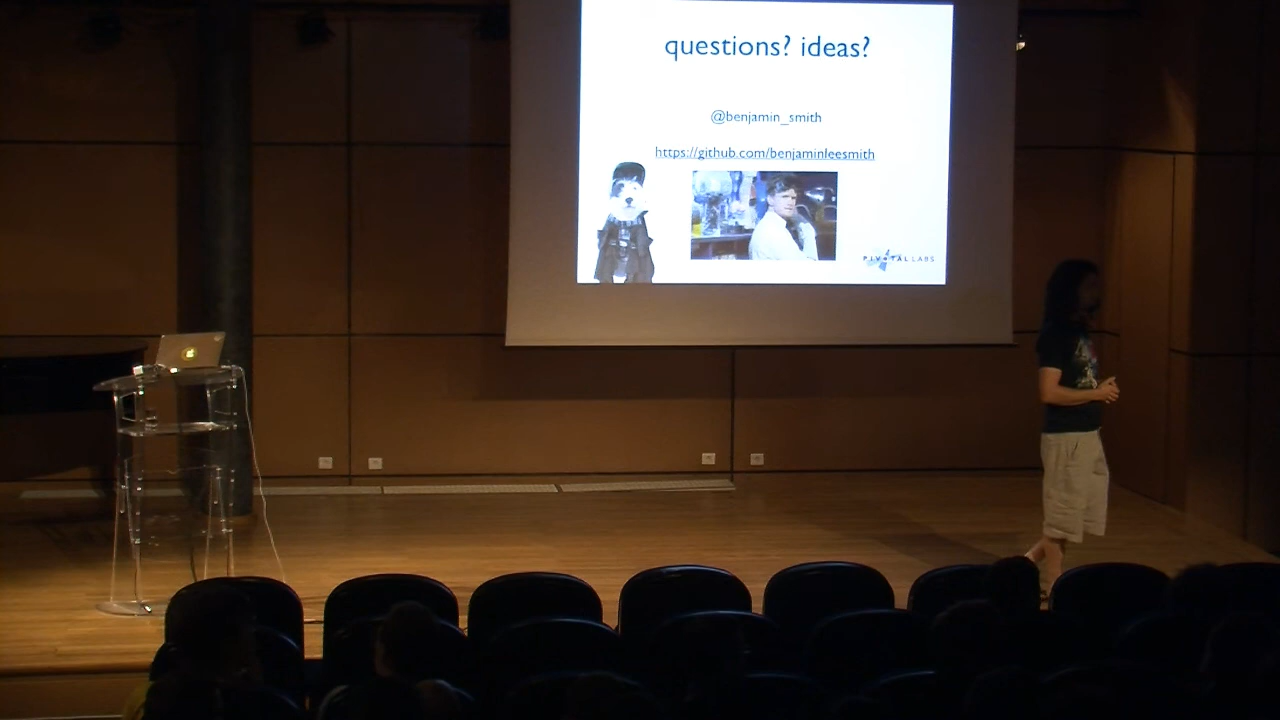 questions? ideas?
@benjamin_smith
https://github.com/benjaminleesmith
PIVOTAL LABS